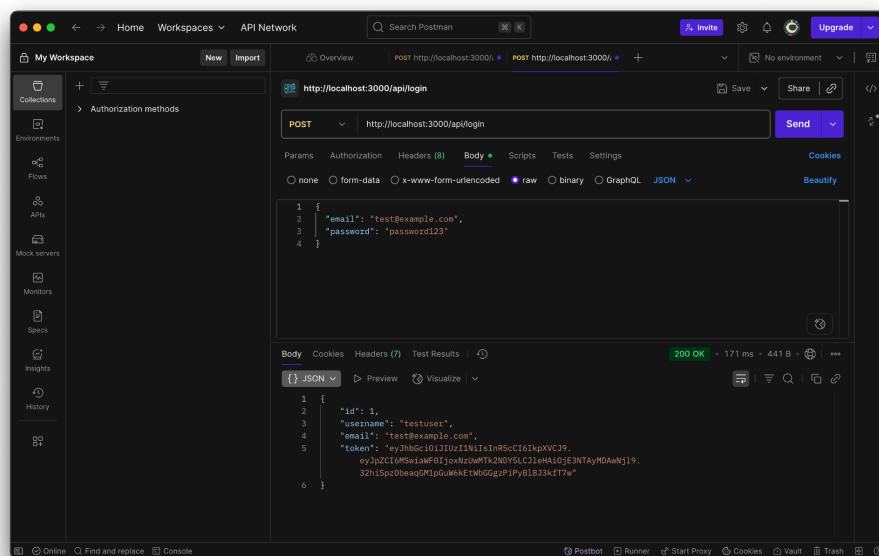 Home Workspaces API Network Search Postman ⌘ K Invite Upgrade
My Workspace New Import Overview POST http://localhost:3000/ POST http://localhost:3000/ No environment
Collections
Environments
Flows
APIs
Mock servers
Monitors
Specs
Insights
History
Authorization methods
http://localhost:3000/api/login Save Share
POST http://localhost:3000/api/login Send
Params Authorization Headers (8) Body Scripts Tests Settings Cookies
none form-data x-www-form-urlencoded raw binary GraphQL JSON Beautify
1 {
2 "email": "test@example.com",
3 "password": "password123"
4 }
Body Cookies Headers (7) Test Results 200 OK 171 ms 441 B
{} JSON Preview Visualize
1 {
2 "id": 1,
3 "username": "testuser",
4 "email": "test@example.com",
5 "token": "eyJhbGciOiJIUzI1NiIsInR5cCI6IkpXVCJ9.
eyJpZCI6MSwiaWF0IjoxNzUwMTk2NDY5LCJleHAiOjE3NTAyMDAwNjl9.
32hiSpzDbeaqGM1pGuW6kEtWbGGgzPiPyBl8J3kfT7w"
6 }
Online Find and replace Console Postbot Runner Start Proxy Cookies Vault Trash